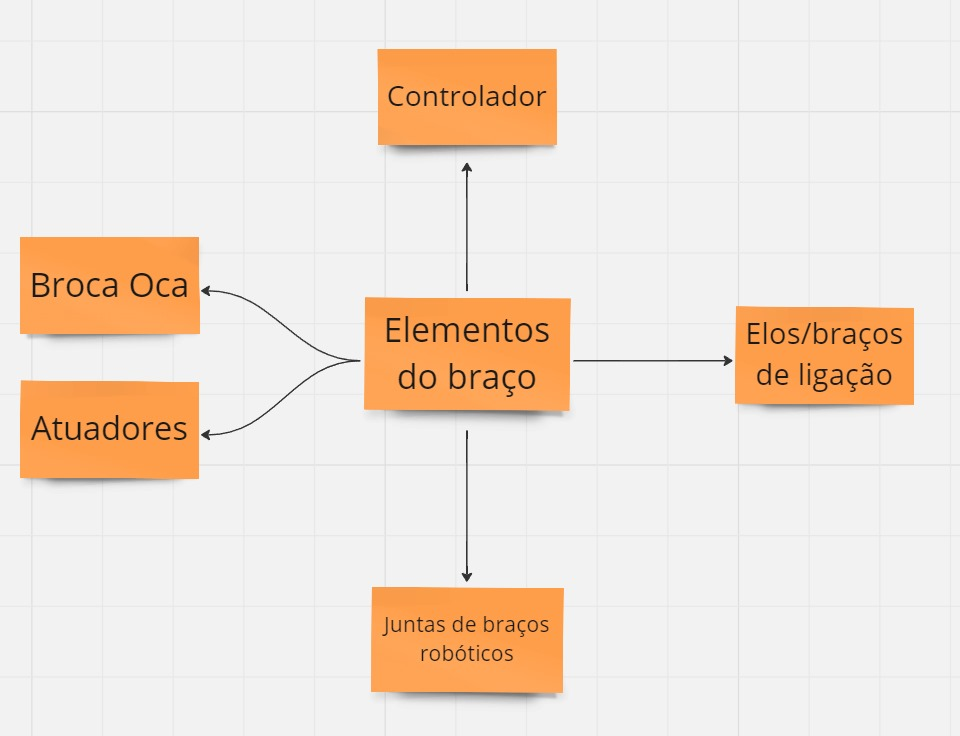 Controlador
Broca Oca
Elementos
do braço
Elos/braços
de ligação
Atuadores
Juntas de braços
robóticos